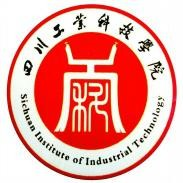 四川工业科技学院
Sichuan Institute of Industrial Technology